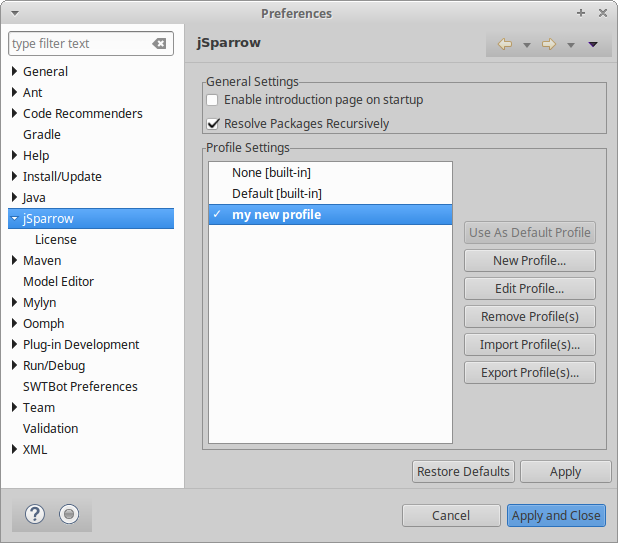 Preferences
type filter text
General
Ant
Code Recommenders
Gradle
Help
Install/Update
Java
jSparrow
License
Maven
Model Editor
Mylyn
Oomph
Plug-in Development
Run/Debug
SWTBot Preferences
Team
Validation
XML
jSparrow
General Settings
Enable introduction page on startup
Resolve Packages Recursively
Profile Settings
None [built-in]
Default [built-in]
my new profile
Use As Default Profile
New Profile...
Edit Profile...
Remove Profile(s)
Import Profile(s)...
Export Profile(s)...
Restore Defaults
Apply
?
Cancel
Apply and Close